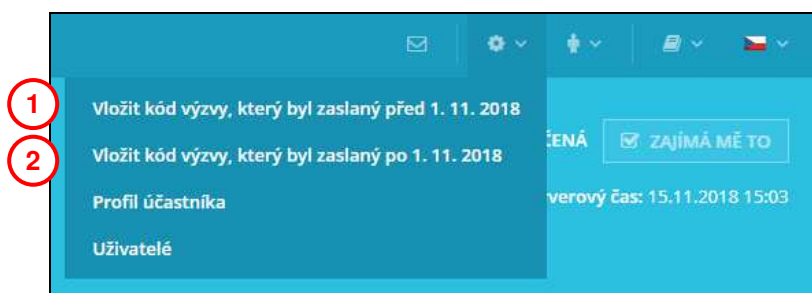 1
Vložit kód výzvy, který byl zaslaný před 1. 11. 2018
ČENÁ
ZAJÍMÁ MĚ TO
2
Vložit kód výzvy, který byl zaslaný po 1. 11. 2018
Profil účastníka
verový čas: 15.11.2018 15:03
Uživatelé